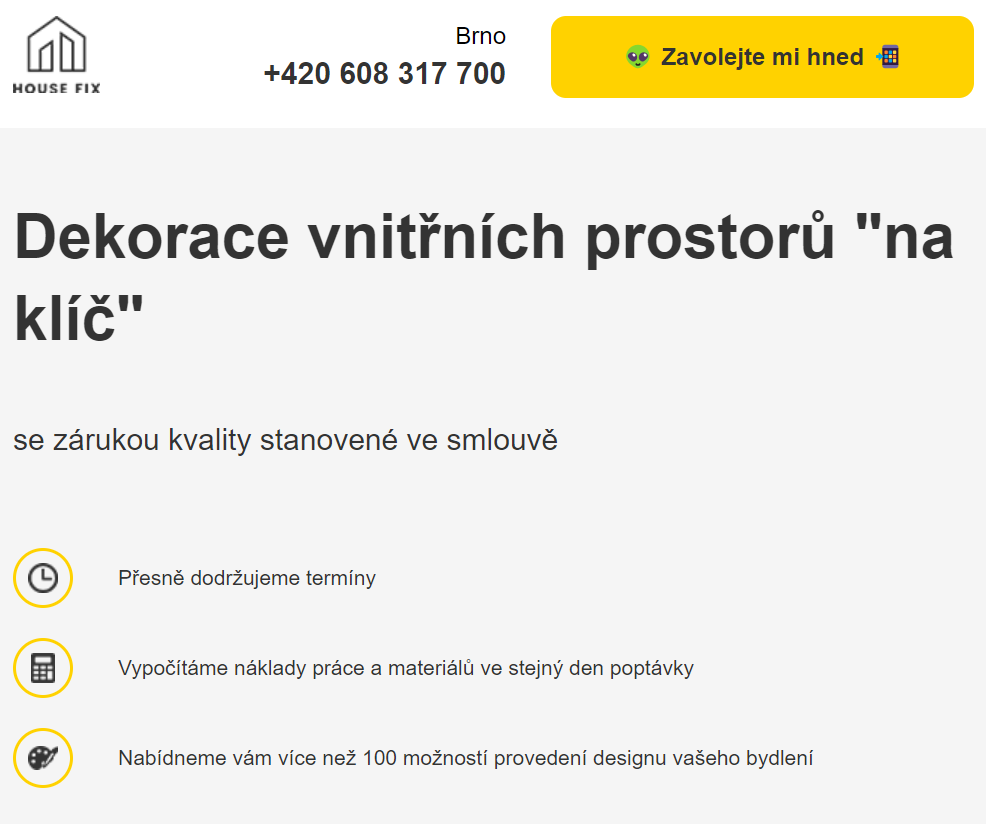 HOUSE FIX
Brno
+420 608 317 700
👽 Zavolejte mi hned 📲
Dekorace vnitřních prostorů "na
klíč"
se zárukou kvality stanovené ve smlouvě
Přesně dodržujeme termíny
Vypočítáme náklady práce a materiálů ve stejný den poptávky
Nabídneme vám více než 100 možností provedení designu vašeho bydlení